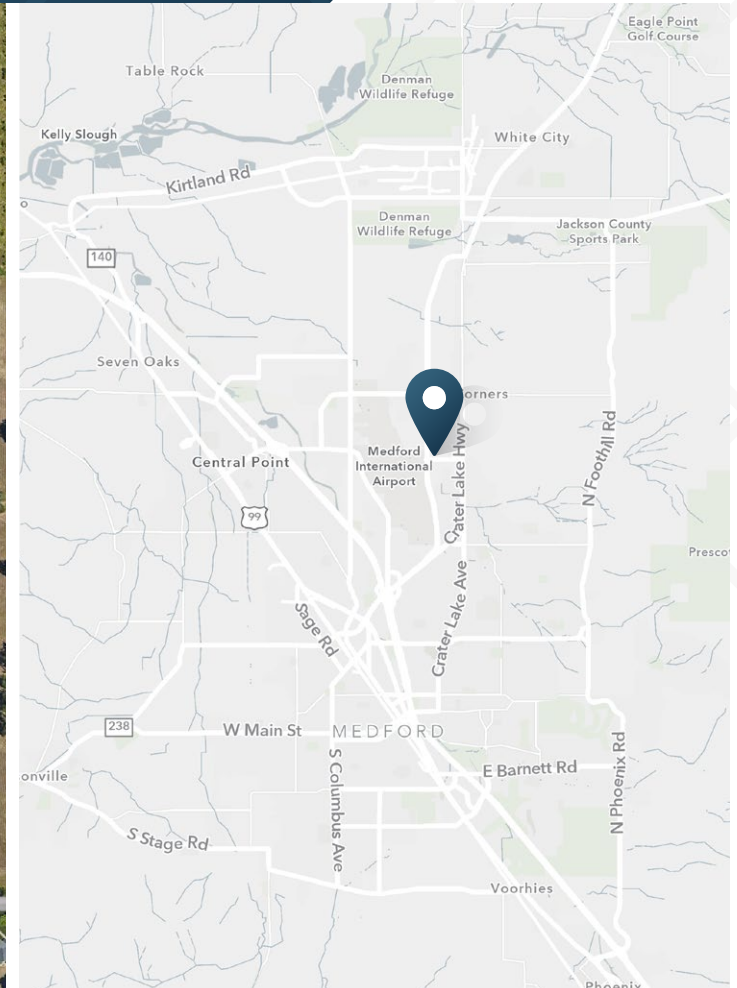 Eagle Point
Golf Course
Table Rock
Denman
Wildlife Refuge
Kelly Slough
White City
Kirtland Rd
o
Denman
Wildlife Refuge
Jackson County
Sports Park
140
Seven Oaks
orners
N Foothill Rd
Crater Lake Hwy
Medford
International
Airport
Central Point
99
Presco
Crater Lake Ave
Sage Rd
238
W Main St
MEDFORD
N Phoenix Rd
E Barnett Rd
onville
S Columbus Ave
S Stage Rd
Voorhies
Phoenix